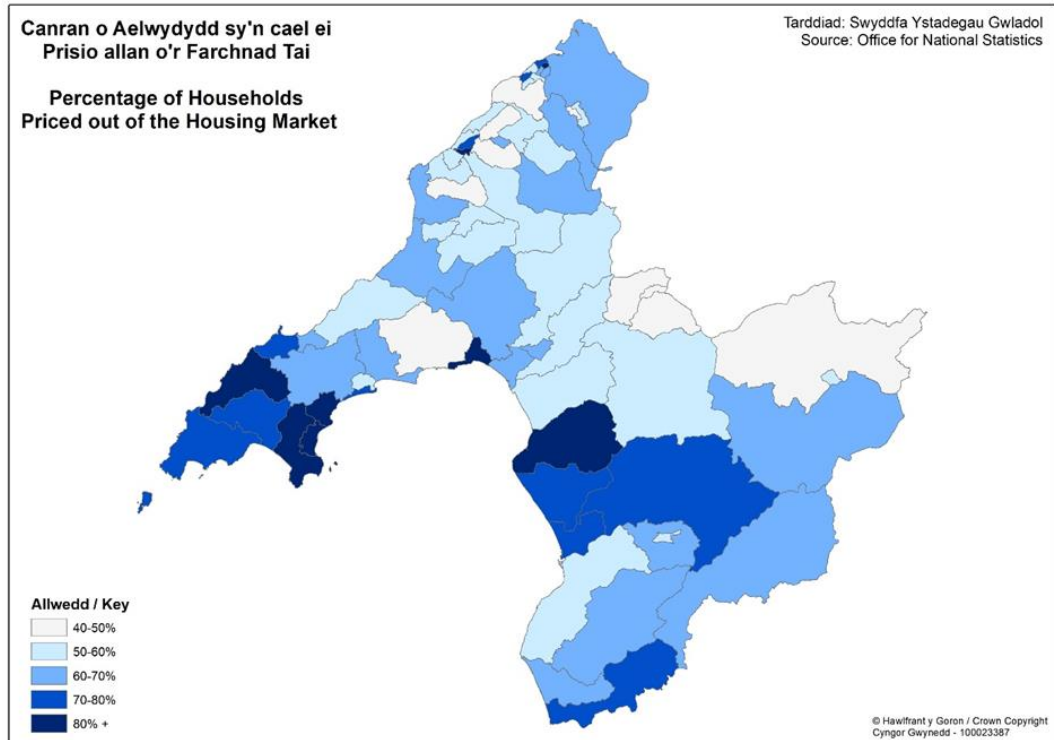 Canran o Aelwydydd sy'n cael ei
Prisio allan o'r Farchnad Tai
Percentage of Households
Priced out of the Housing Market
Tarddiad: Swyddfa Ystadegau Gwladol
Source: Office for National Statistics
Allwedd / Key
40-50%
50-60%
60-70%
70-80%
80% +
© Hawlfraint y Goron / Crown Copyright
Cyngor Gwynedd - 100023387